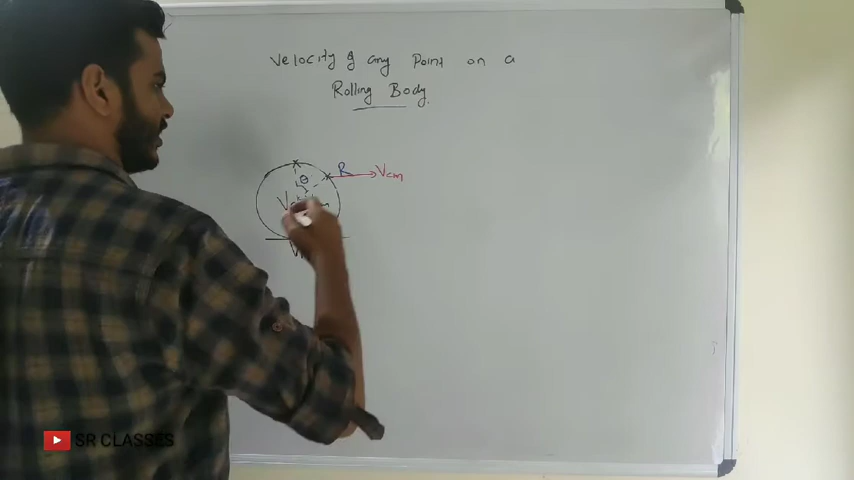 Velocity of any Point on a
Rolling Body.
R
Vcm
θ
SR CLASSES